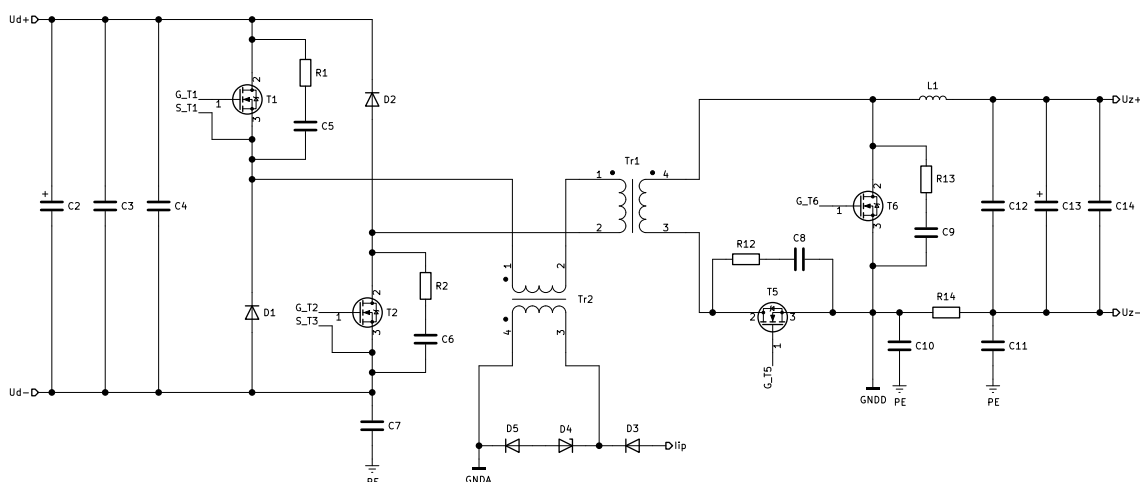 Ud+
G_T1
S_T1
1
2
T1
3
R1
C5
D2
+
C2
C3
C4
D1
G_T2
S_T3
1
2
T2
3
R2
C6
Ud-
C7
PE
1
2
Tr2
4
3
D5
D4
D3
Iip
GNDA
Tr1
1
4
2
3
L1
Uz+
G_T6
1
2
T6
3
R13
C9
C12
+
C13
C14
R12
C8
T5
2
3
1
G_T5
R14
Uz-
C10
PE
C11
PE
GNDD